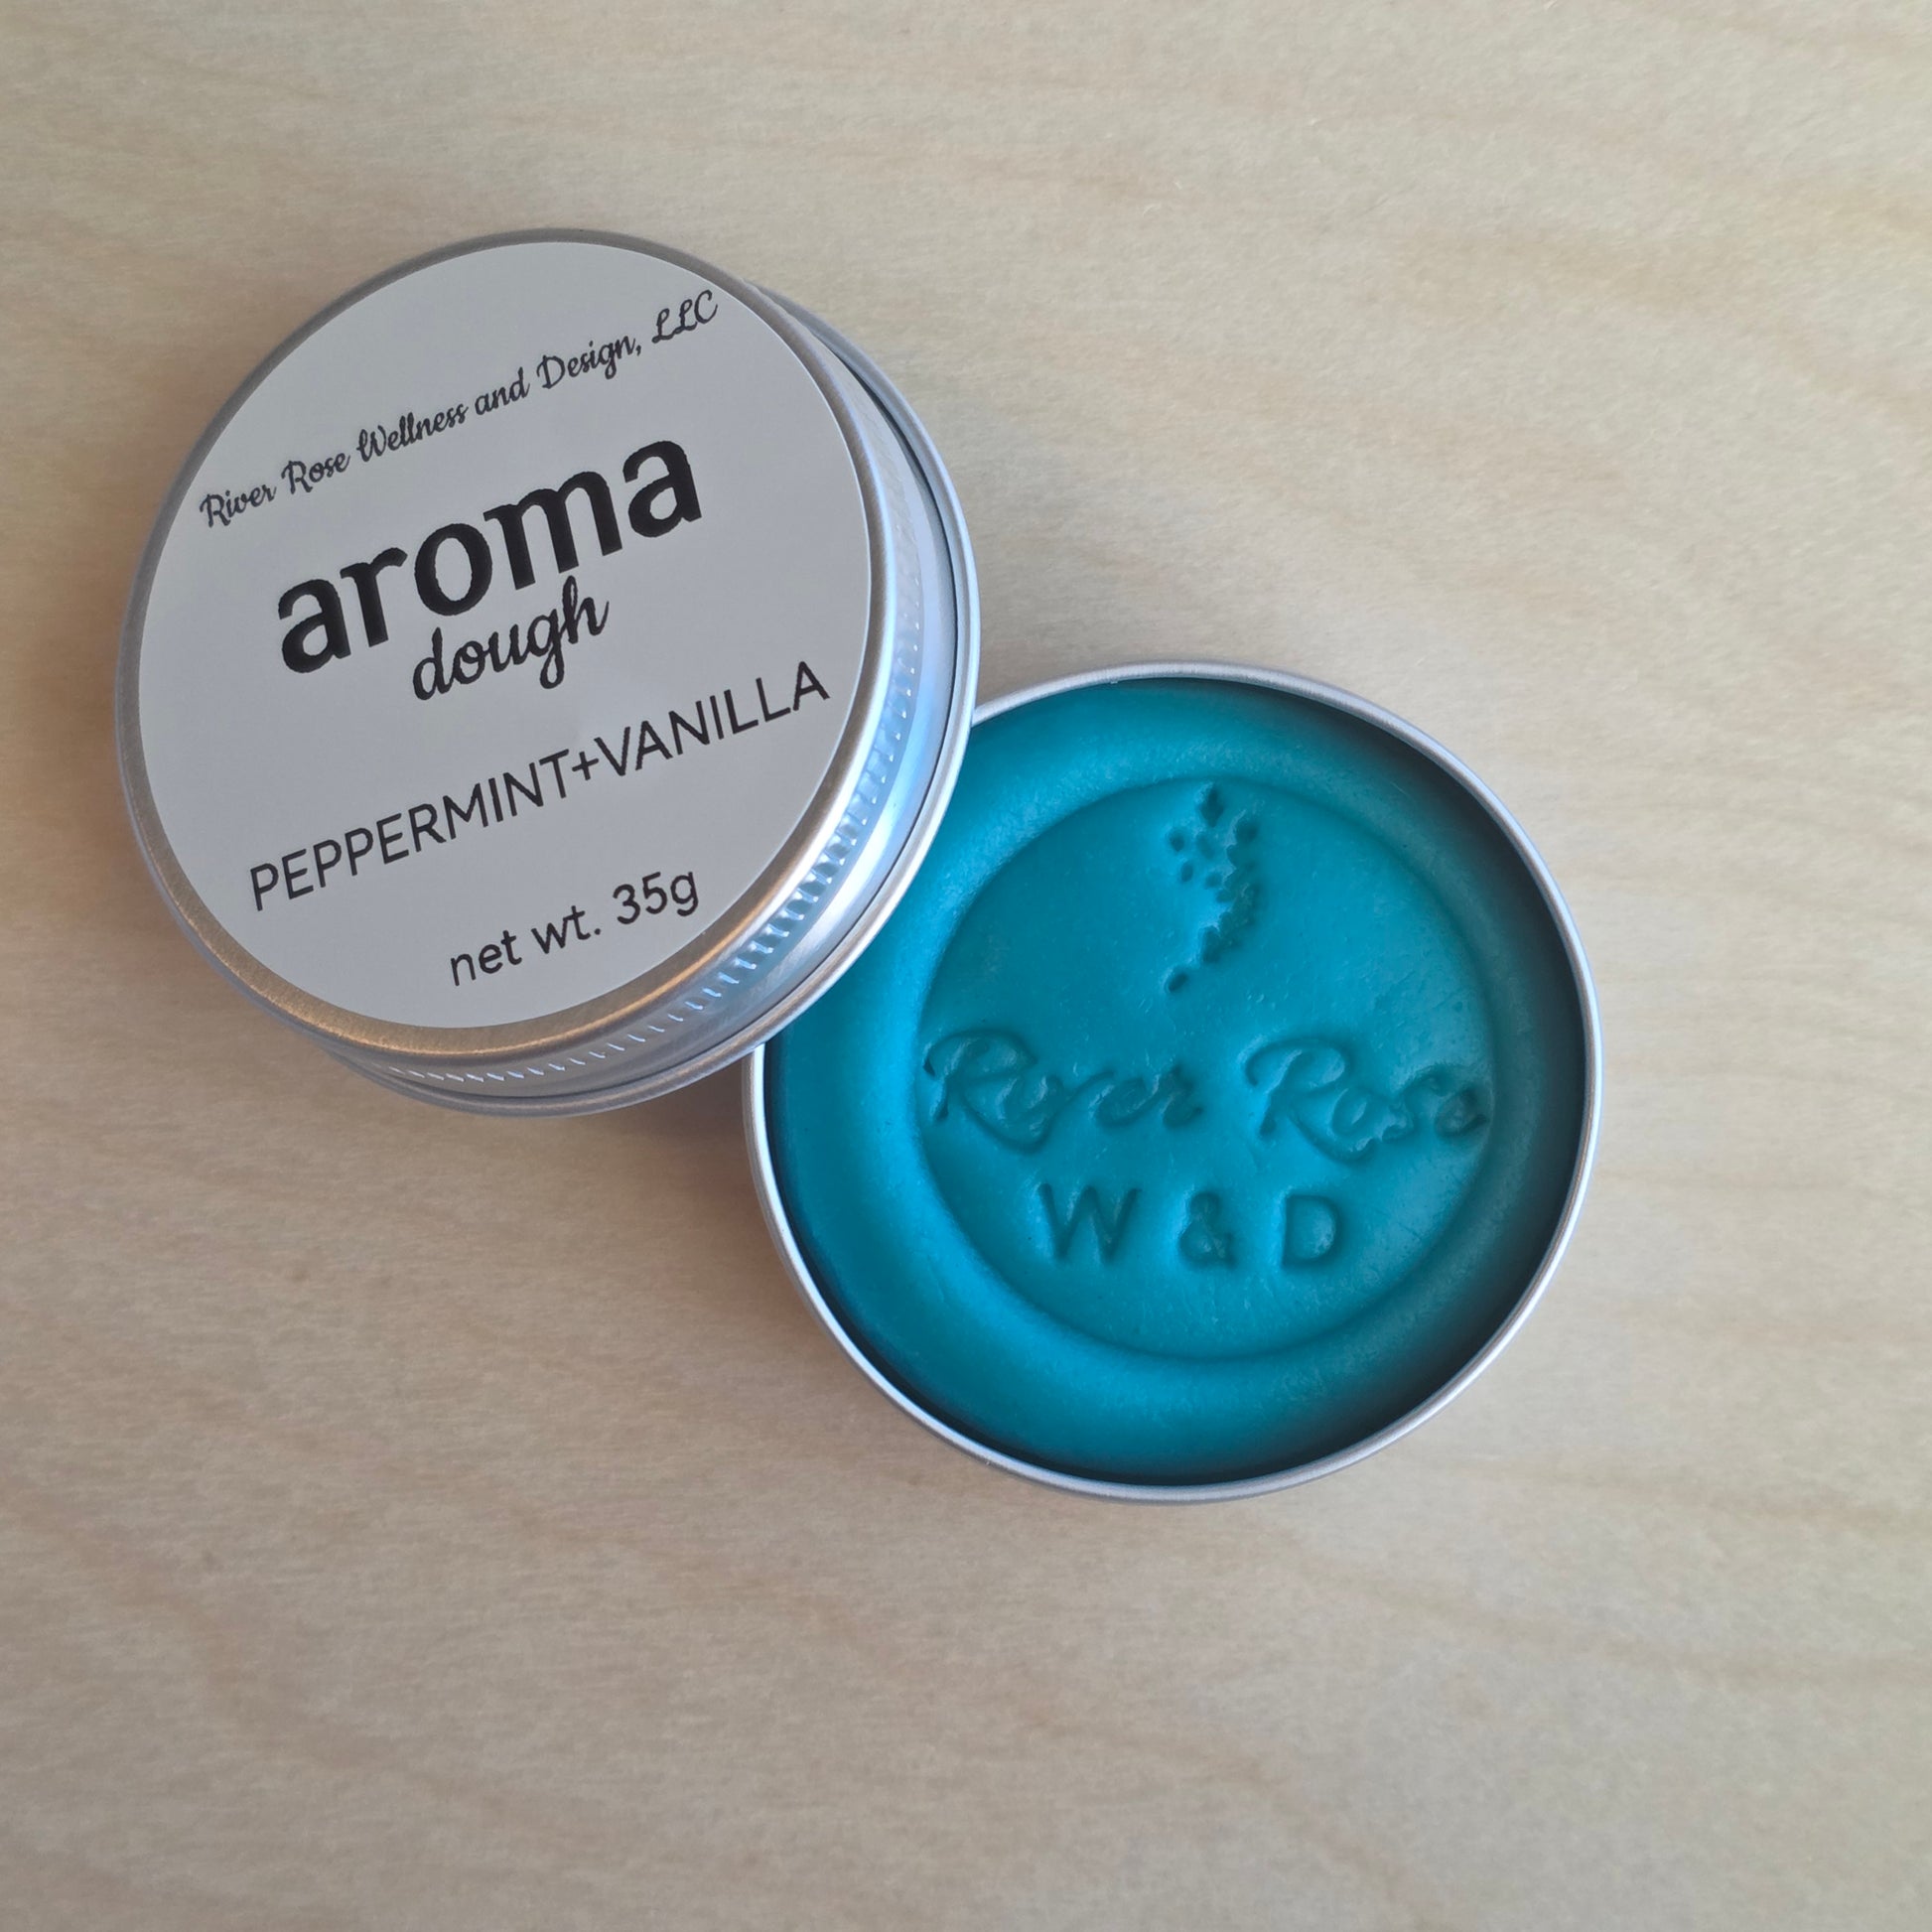 River Rose Wellness and Design, LLC
aroma
dough
PEPPERMINT+VANILLA
net wt. 35g
River Rose
W & D